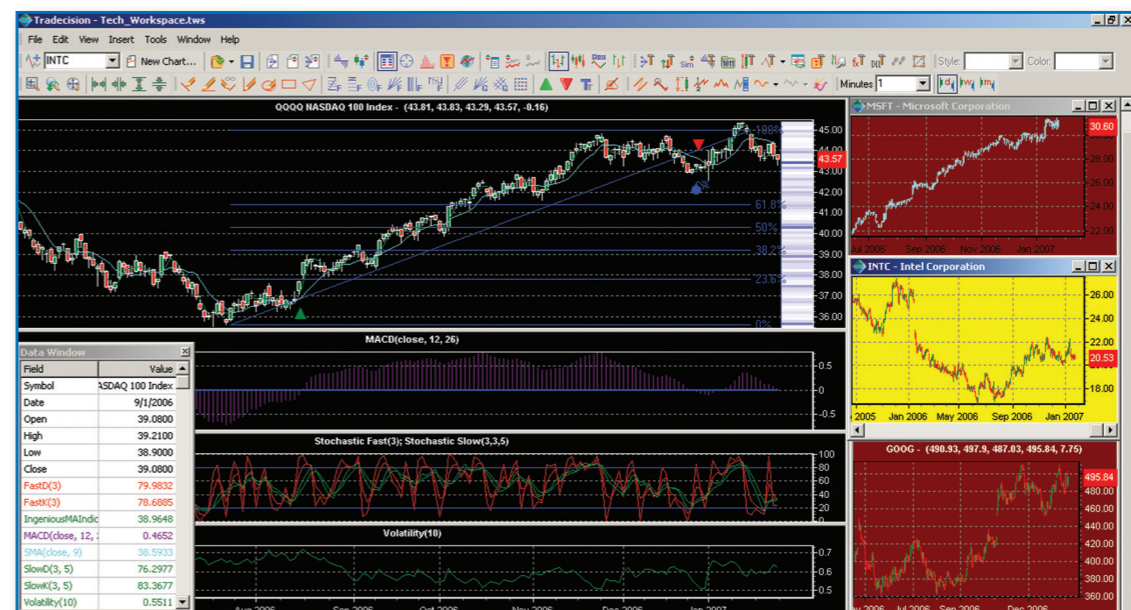 Tradecision - Tech_Workspace.tws
File Edit View Insert Tools Window Help
INTC New Chart... Style: Color:
Minutes 1
QQQQ NASDAQ 100 Index - (43.81, 43.83, 43.29, 43.57, -0.16)
100%
61.8%
50%
38.2%
23.6%
0%
45.00
43.57
43.00
42.00
41.00
40.00
39.00
38.00
37.00
36.00
MACD(close, 12, 26)
0.5
0
-0.5
Stochastic Fast(3); Stochastic Slow(3,3,5)
100
80
60
40
20
0
Volatility(10)
0.7
0.6
0.5
Aug 2006 Sep 2006 Oct 2006 Nov 2006 Dec 2006 Jan 2007
Data Window
Field Value
Symbol ASDAQ 100 Index
Date 9/1/2006
Open 39.0800
High 39.2100
Low 38.9000
Close 39.0800
FastD(3) 79.9832
FastK(3) 78.6885
IngeniousMAIndic 38.9648
MACD(close, 12, 0.4652
SMA(close, 9) 38.5933
SlowD(3, 5) 76.2977
SlowK(3, 5) 83.3677
Volatility(10) 0.5511
MSFT - Microsoft Corporation
30.60
28.00
26.00
24.00
22.00
Jul 2006 Sep 2006 Nov 2006 Jan 2007
INTC - Intel Corporation
26.00
24.00
22.00
20.53
18.00
2005 Jan 2006 May 2006 Sep 2006 Jan 2007
GOOG - (490.93, 497.9, 487.03, 495.84, 7.75)
495.84
480.00
460.00
440.00
420.00
400.00
380.00
360.00
2006 Jul 2006 Sep 2006 Dec 2006